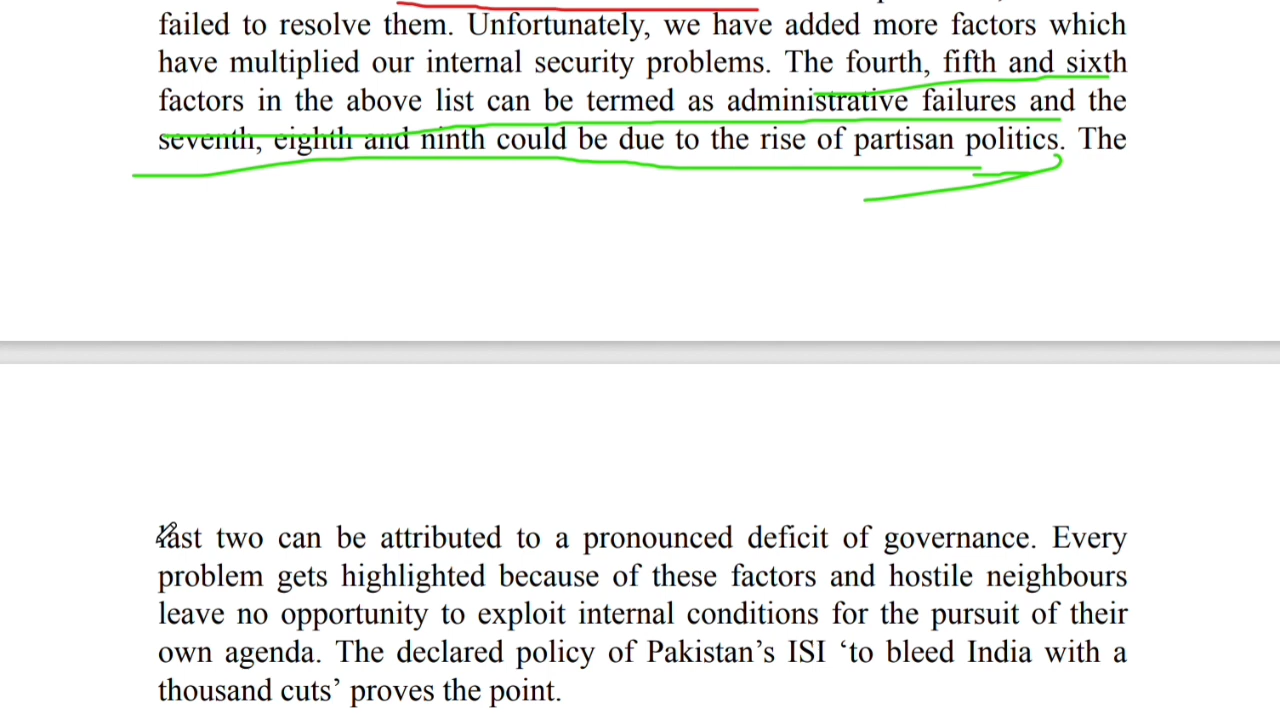 failed to resolve them. Unfortunately, we have added more factors which
have multiplied our internal security problems. The fourth, fifth and sixth
factors in the above list can be termed as administrative failures and the
seventh, eighth and ninth could be due to the rise of partisan politics. The
last two can be attributed to a pronounced deficit of governance. Every
problem gets highlighted because of these factors and hostile neighbours
leave no opportunity to exploit internal conditions for the pursuit of their
own agenda. The declared policy of Pakistan’s ISI ‘to bleed India with a
thousand cuts’ proves the point.